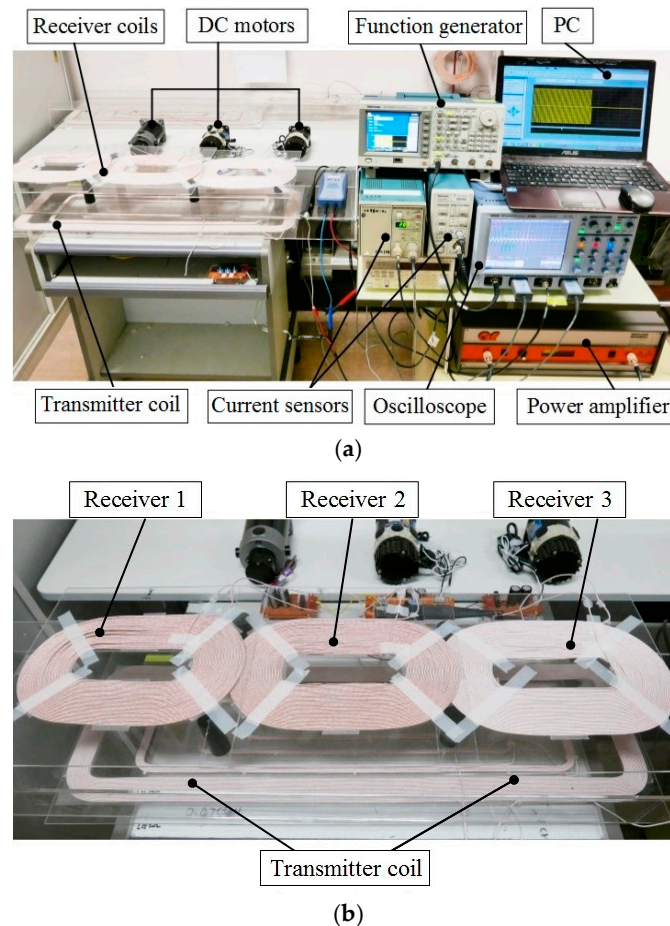 Receiver coils
DC motors
Function generator
PC
ASUS
Transmitter coil
Current sensors
Oscilloscope
Power amplifier
(a)
Receiver 1
Receiver 2
Receiver 3
Transmitter coil
(b)